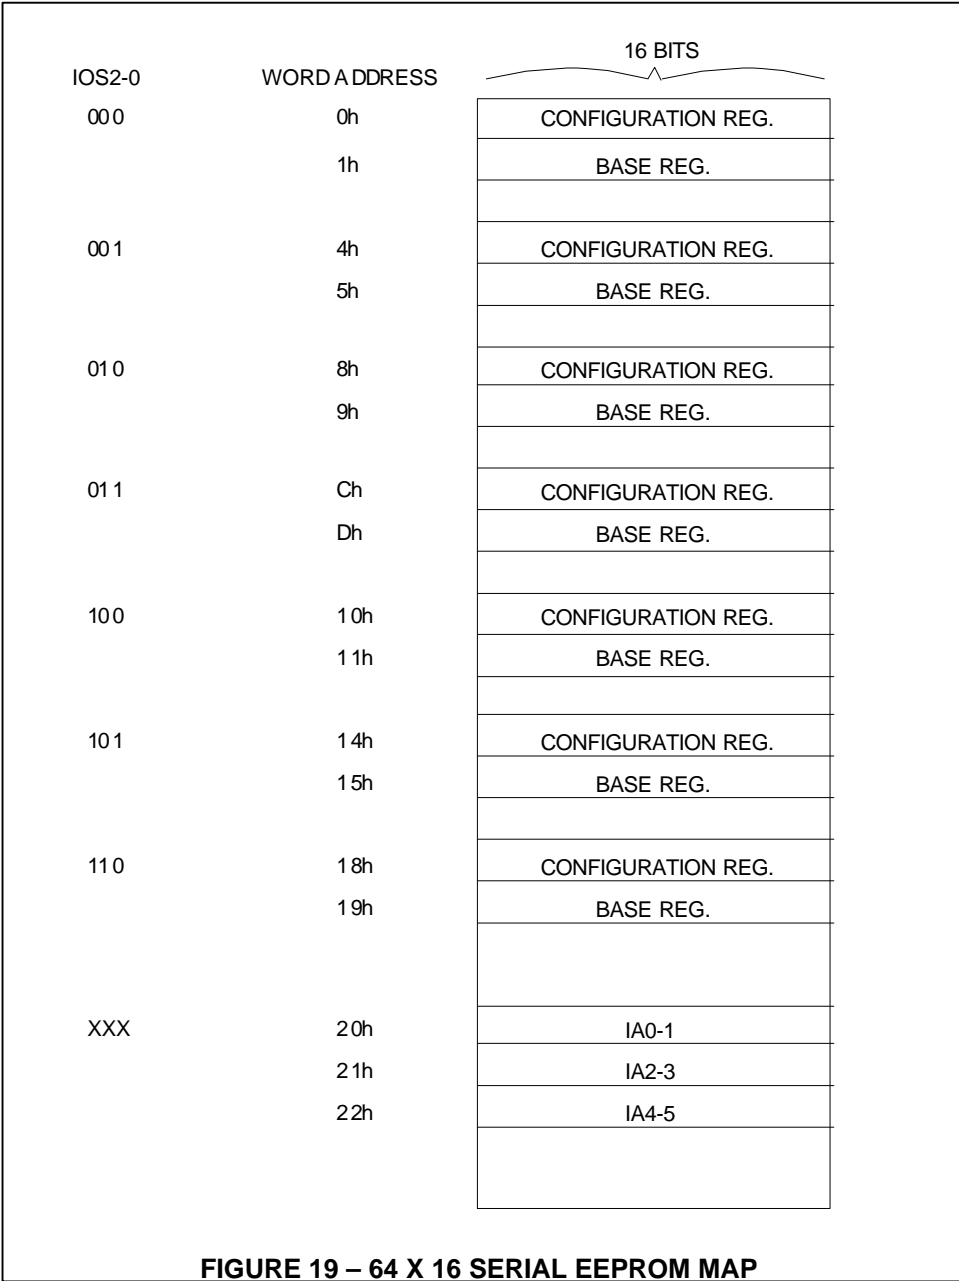 16 BITS
IOS2-0 WORD ADDRESS
000 0h CONFIGURATION REG.
1h BASE REG.
001 4h CONFIGURATION REG.
5h BASE REG.
010 8h CONFIGURATION REG.
9h BASE REG.
011 Ch CONFIGURATION REG.
Dh BASE REG.
100 10h CONFIGURATION REG.
11h BASE REG.
101 14h CONFIGURATION REG.
15h BASE REG.
110 18h CONFIGURATION REG.
19h BASE REG.
XXX 20h IA0-1
21h IA2-3
22h IA4-5
FIGURE 19 – 64 X 16 SERIAL EEPROM MAP